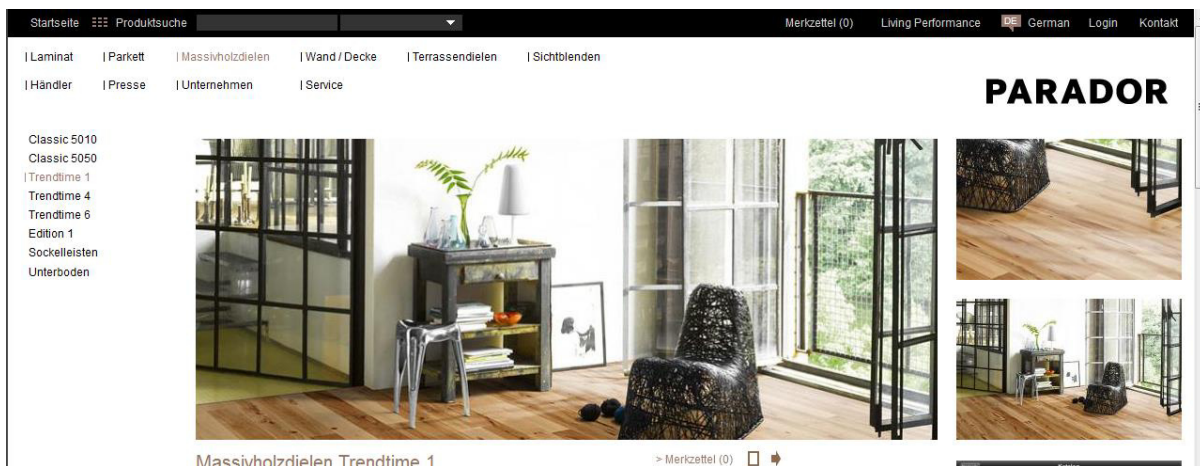 Startseite Produktsuche Merkzettel (0) Living Performance DE German Login Kontakt
| Laminat | Parkett | Massivholzdielen | Wand / Decke | Terrassendielen | Sichtblenden
| Händler | Presse | Unternehmen | Service
PARADOR
Classic 5010
Classic 5050
| Trendtime 1
Trendtime 4
Trendtime 6
Edition 1
Sockelleisten
Unterboden
Massivholzdielen Trendtime 1 > Merkzettel (0)